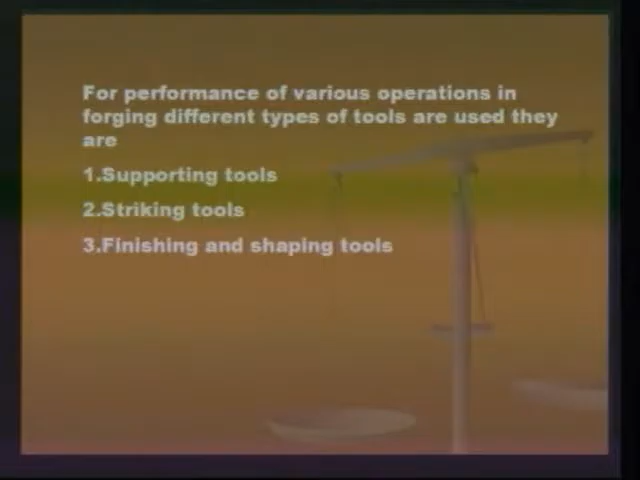 For performance of various operations in
forging different types of tools are used they
are
1.Supporting tools
2.Striking tools
3.Finishing and shaping tools